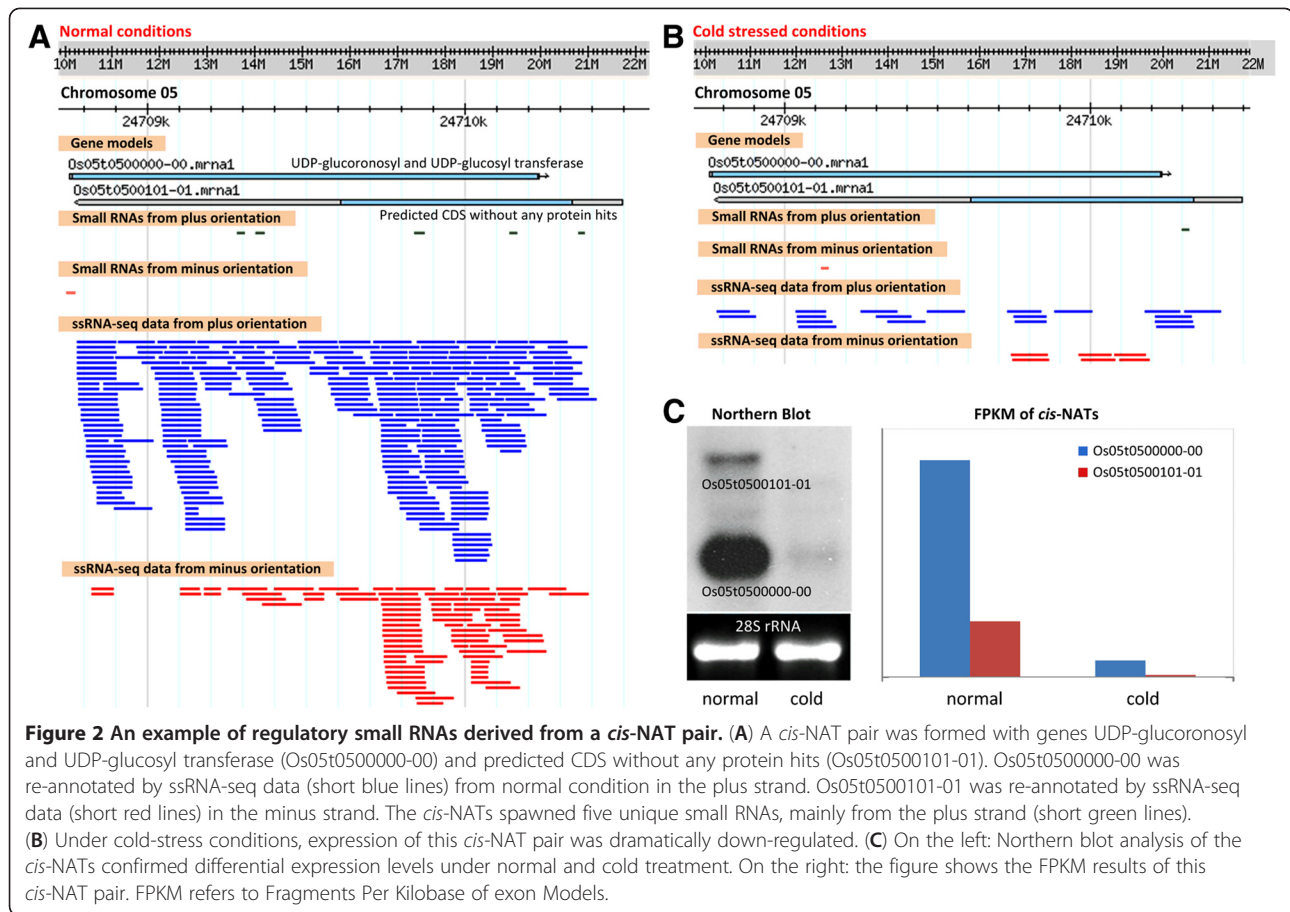 A
Normal conditions
10M 11M 12M 13M 14M 15M 16M 17M 18M 19M 20M 21M 22M
Chromosome 05
24709k 24710k
Gene models
Os05t0500000-00.mrna1 UDP-glucoronosyl and UDP-glucosyl transferase
Os05t0500101-01.mrna1
Predicted CDS without any protein hits
Small RNAs from plus orientation
Small RNAs from minus orientation
ssRNA-seq data from plus orientation
ssRNA-seq data from minus orientation
B
Cold stressed conditions
10M 11M 12M 13M 14M 15M 16M 17M 18M 19M 20M 21M 22M
Chromosome 05
24709k 24710k
Gene models
Os05t0500000-00.mrna1
Os05t0500101-01.mrna1
Small RNAs from plus orientation
Small RNAs from minus orientation
ssRNA-seq data from plus orientation
ssRNA-seq data from minus orientation
C
Northern Blot
Os05t0500101-01
Os05t0500000-00
28S rRNA
normal cold
FPKM of cis-NATs
Os05t0500000-00
Os05t0500101-01
normal cold
Figure 2 An example of regulatory small RNAs derived from a cis-NAT pair. (A) A cis-NAT pair was formed with genes UDP-glucoronosyl
and UDP-glucosyl transferase (Os05t0500000-00) and predicted CDS without any protein hits (Os05t0500101-01). Os05t0500000-00 was
re-annotated by ssRNA-seq data (short blue lines) from normal condition in the plus strand. Os05t0500101-01 was re-annotated by ssRNA-seq
data (short red lines) in the minus strand. The cis-NATs spawned five unique small RNAs, mainly from the plus strand (short green lines).
(B) Under cold-stress conditions, expression of this cis-NAT pair was dramatically down-regulated. (C) On the left: Northern blot analysis of the
cis-NATs confirmed differential expression levels under normal and cold treatment. On the right: the figure shows the FPKM results of this
cis-NAT pair. FPKM refers to Fragments Per Kilobase of exon Models.